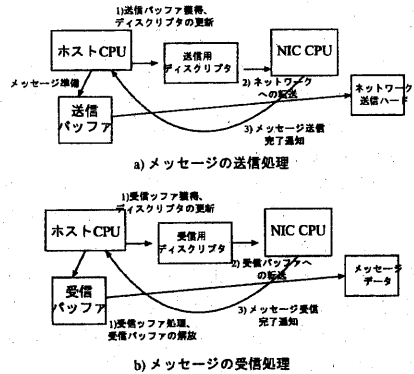 1)送信バッファ獲得、
ディスクリプタの更新
ホストCPU
送信用
ディスクリプタ
NIC CPU
メッセージ準備
2) ネットワーク
への転送
ネットワーク
送信ハード
送信
バッファ
3) メッセージ送信
完了通知
a) メッセージの送信処理
1)受信ッファ獲得、
ディスクリプタの更新
ホストCPU
受信用
ディスクリプタ
NIC CPU
2) 受信バッファへ
の転送
メッセージ
データ
受信
バッファ
1)受信ッファ処理、
受信バッファの解放
3)メッセージ受信
完了通知
b) メッセージの受信処理